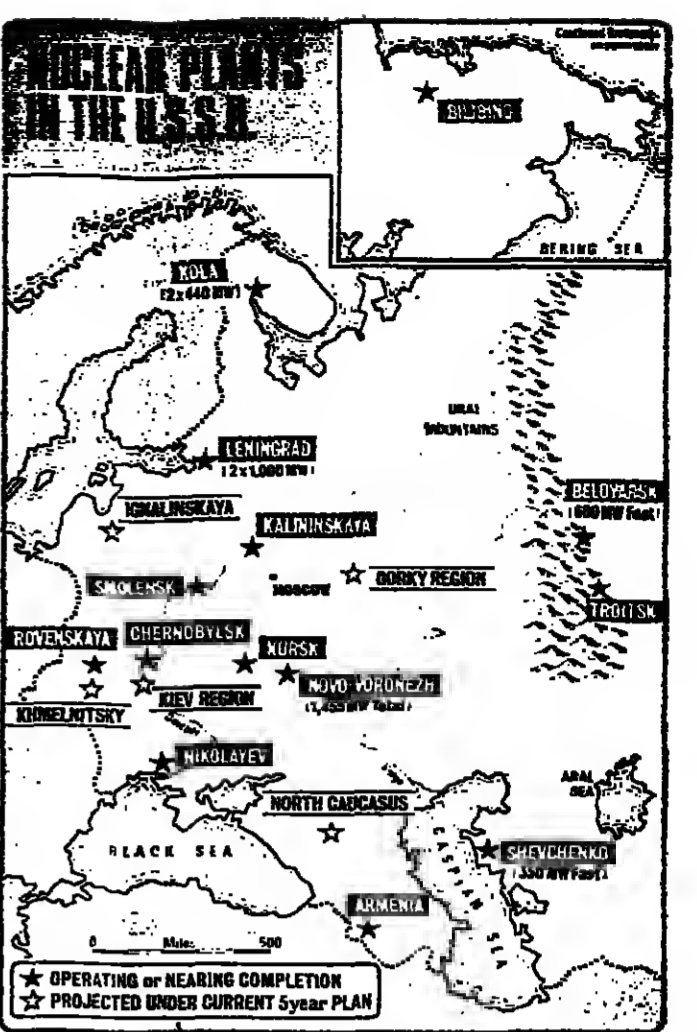 NUCLEAR PLANTS
IN THE U.S.S.R.
BILIBINO
BERING SEA
KOLA
(2x440 MW)
URAL
MOUNTAINS
LENINGRAD
(2x1,000 MW)
BELOYARSK
(600 MW Fast)
IGNALINSKAYA
KALININSKAYA
SMOLENSK
MOSCOW
GORKY REGION
TROITSK
ROVENSKAYA
CHERNOBYLSK
KURSK
NOVO VORONEZH
KHMELNITSKY
KIEV REGION
NIKOLAYEV
ARAL
SEA
NORTH CAUCASUS
BLACK SEA
CASPIAN SEA
SHEVCHENKO
(350 MW Fast)
ARMENIA
0 Miles 500
★ OPERATING or NEARING COMPLETION
☆ PROJECTED UNDER CURRENT 5year PLAN